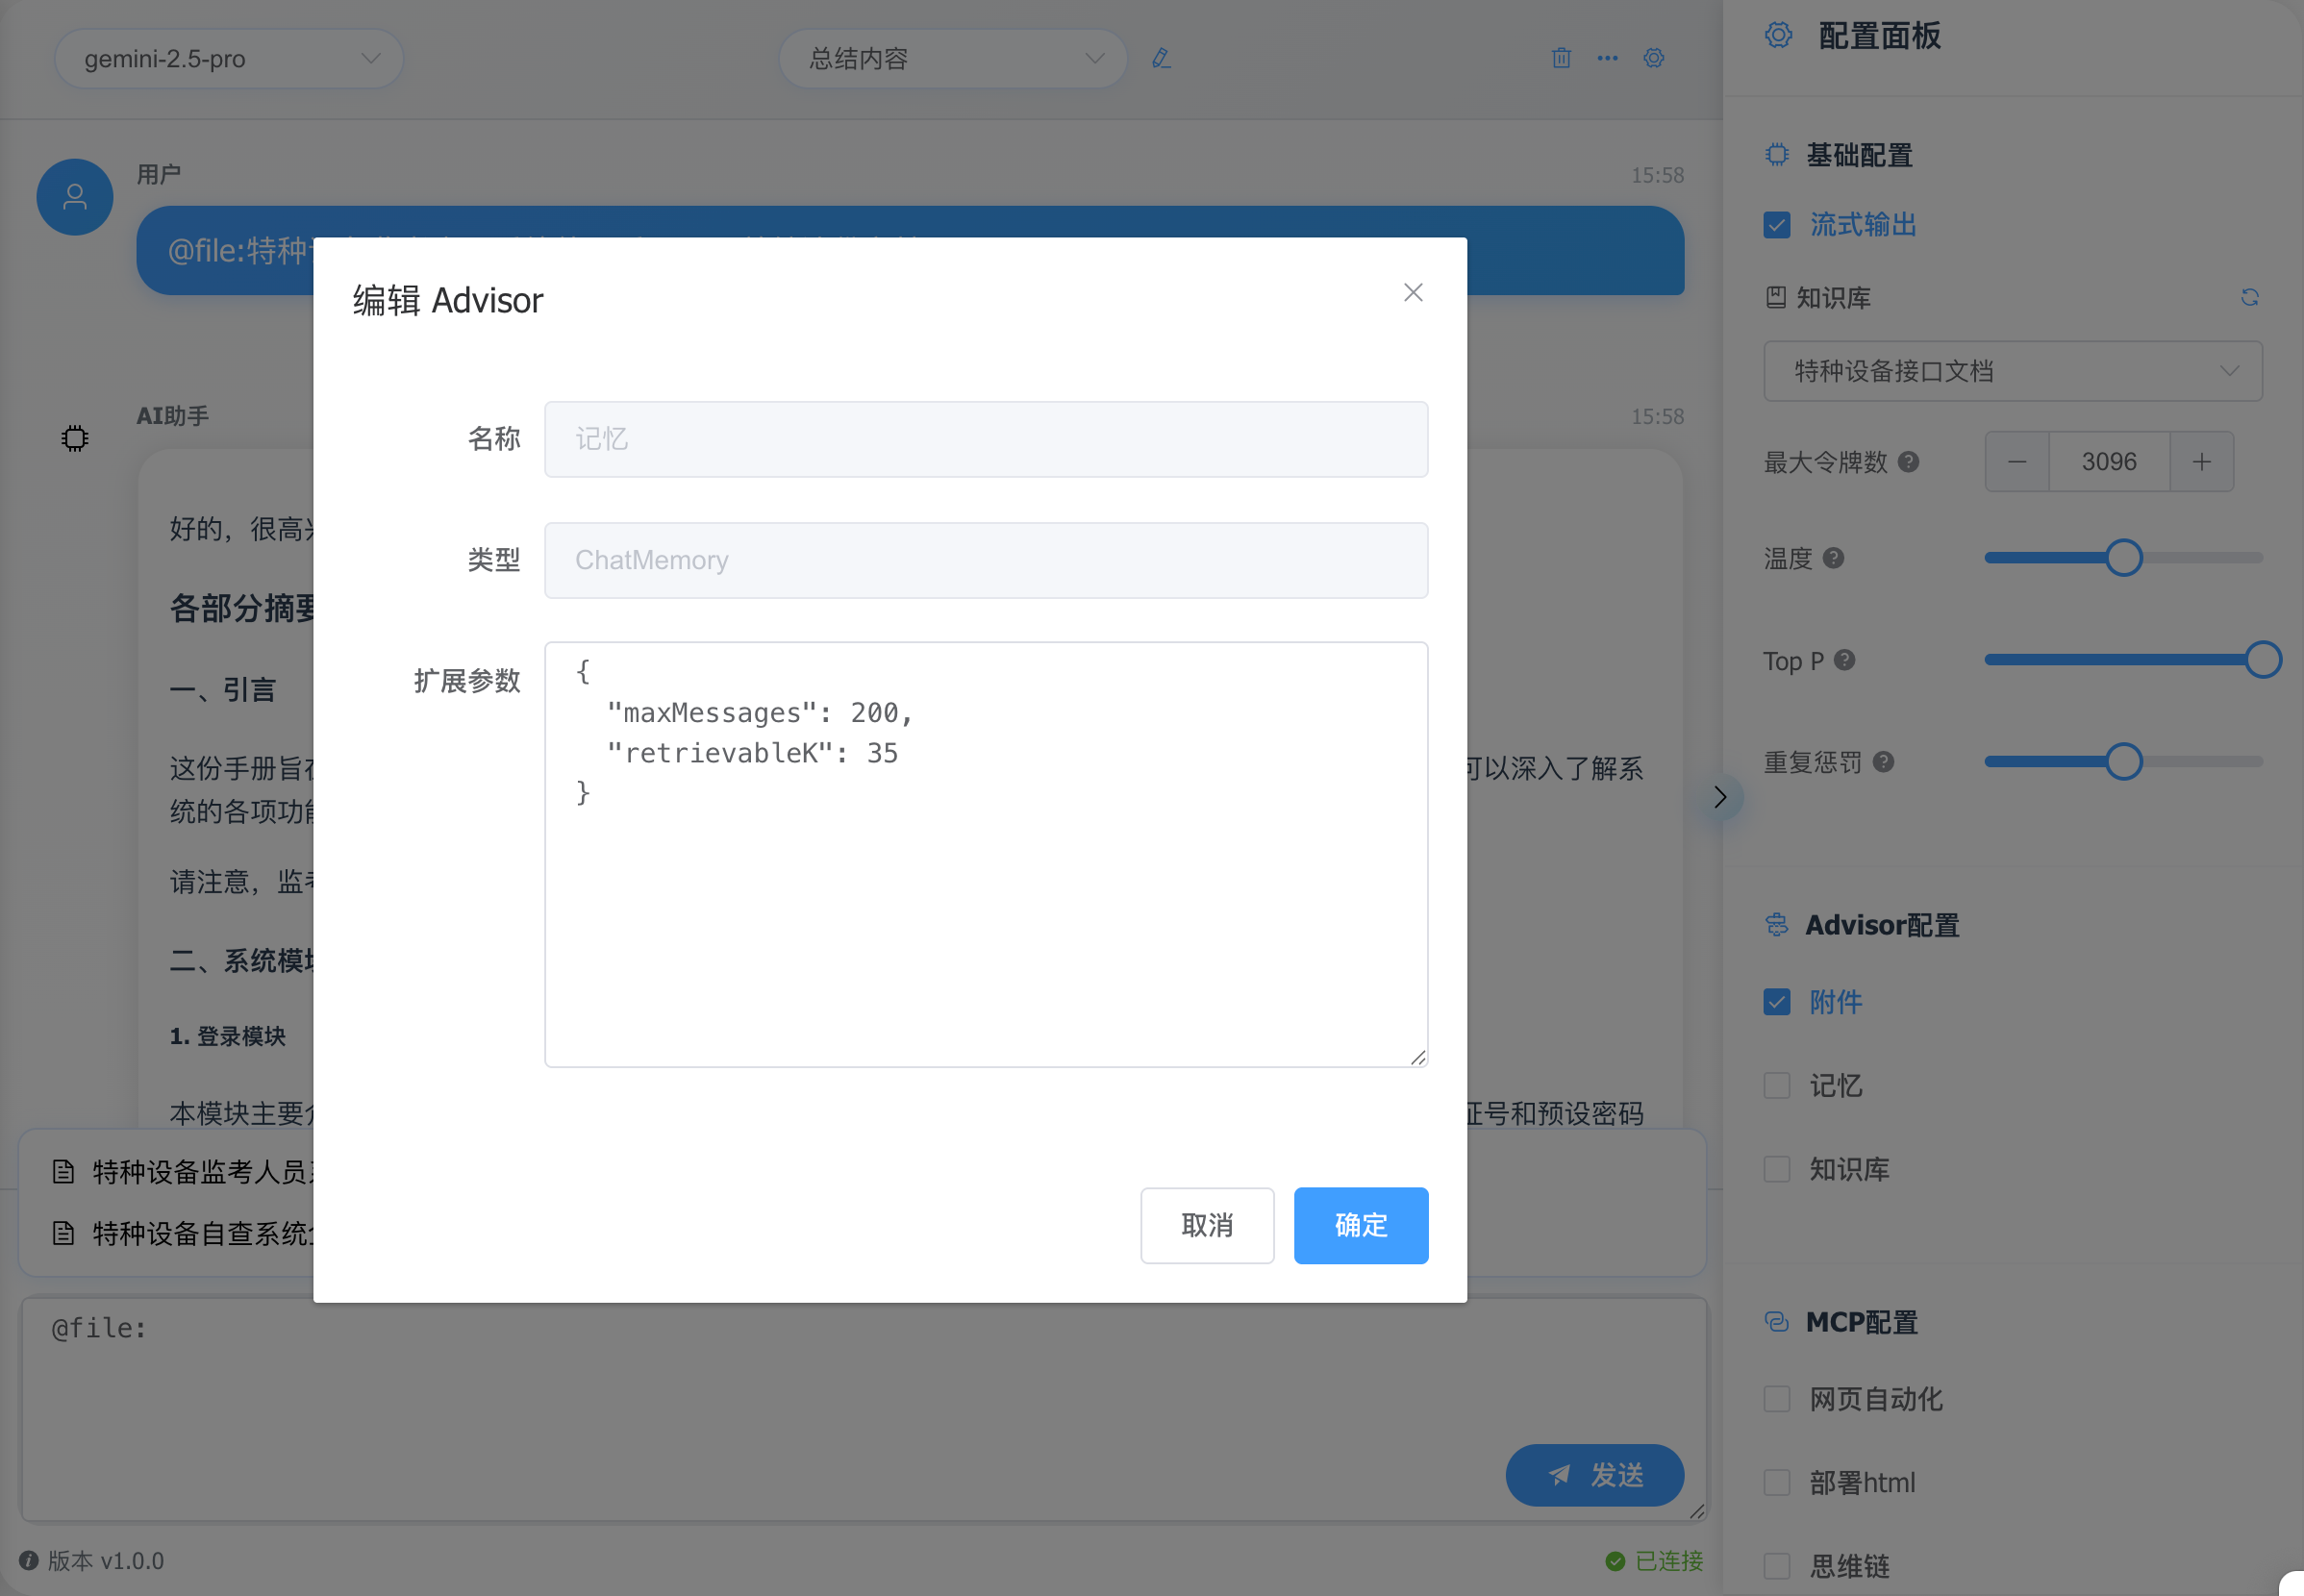 gemini-2.5-pro
总结内容
用户
15:58
@file:特种
AI助手
15:58
好的，很高兴
各部分摘要
一、引言
这份手册旨在
可以深入了解系
统的各项功能
请注意，监考
二、系统模块
1. 登录模块
本模块主要介
证号和预设密码
特种设备监考人员
特种设备自查系统
@file:
发送
版本 v1.0.0
已连接
编辑 Advisor
名称
记忆
类型
ChatMemory
扩展参数
{
"maxMessages": 200,
"retrievableK": 35
}
取消
确定
配置面板
基础配置
流式输出
知识库
特种设备接口文档
最大令牌数
3096
温度
Top P
重复惩罚
Advisor配置
附件
记忆
知识库
MCP配置
网页自动化
部署html
思维链